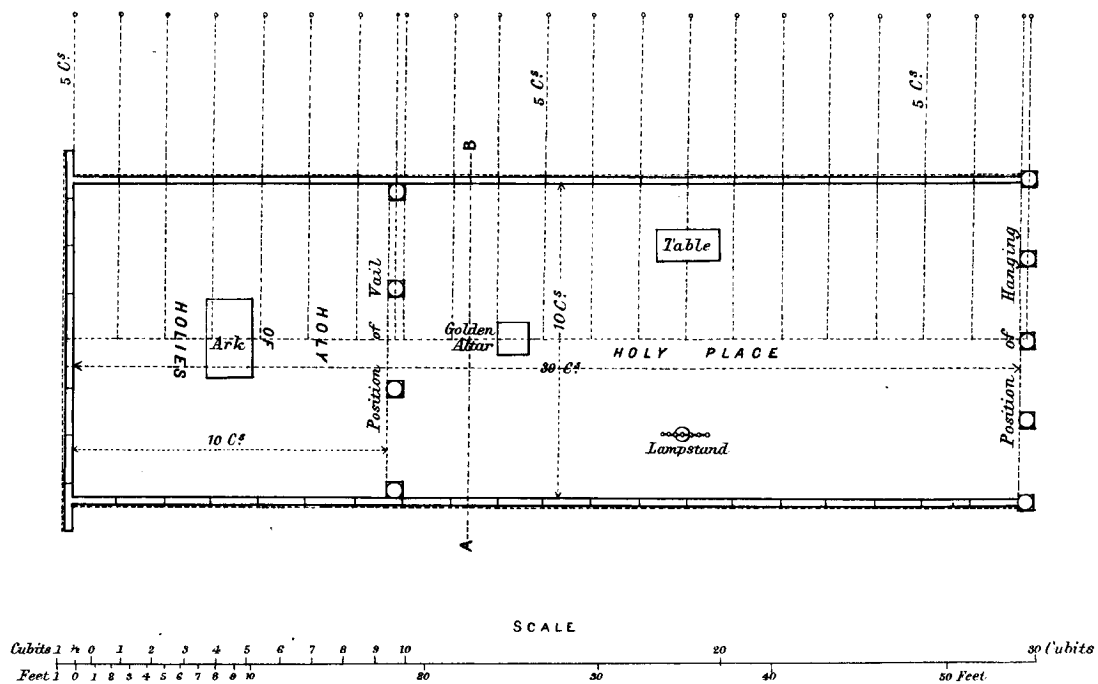 5 Cs
5 Cs
5 Cs
B
Table
Position of Vail
Position of Hanging
HOLY OF HOLIES
Ark
Golden
Altar
10 Cs
HOLY PLACE
30 Cs
10 Cs
Lampstand
A
SCALE
Cubits 1 ½ 0 1 2 3 4 5 6 7 8 9 10 20 30 Cubits
Feet 1 0 1 2 3 4 5 6 7 8 9 10 20 30 40 50 Feet